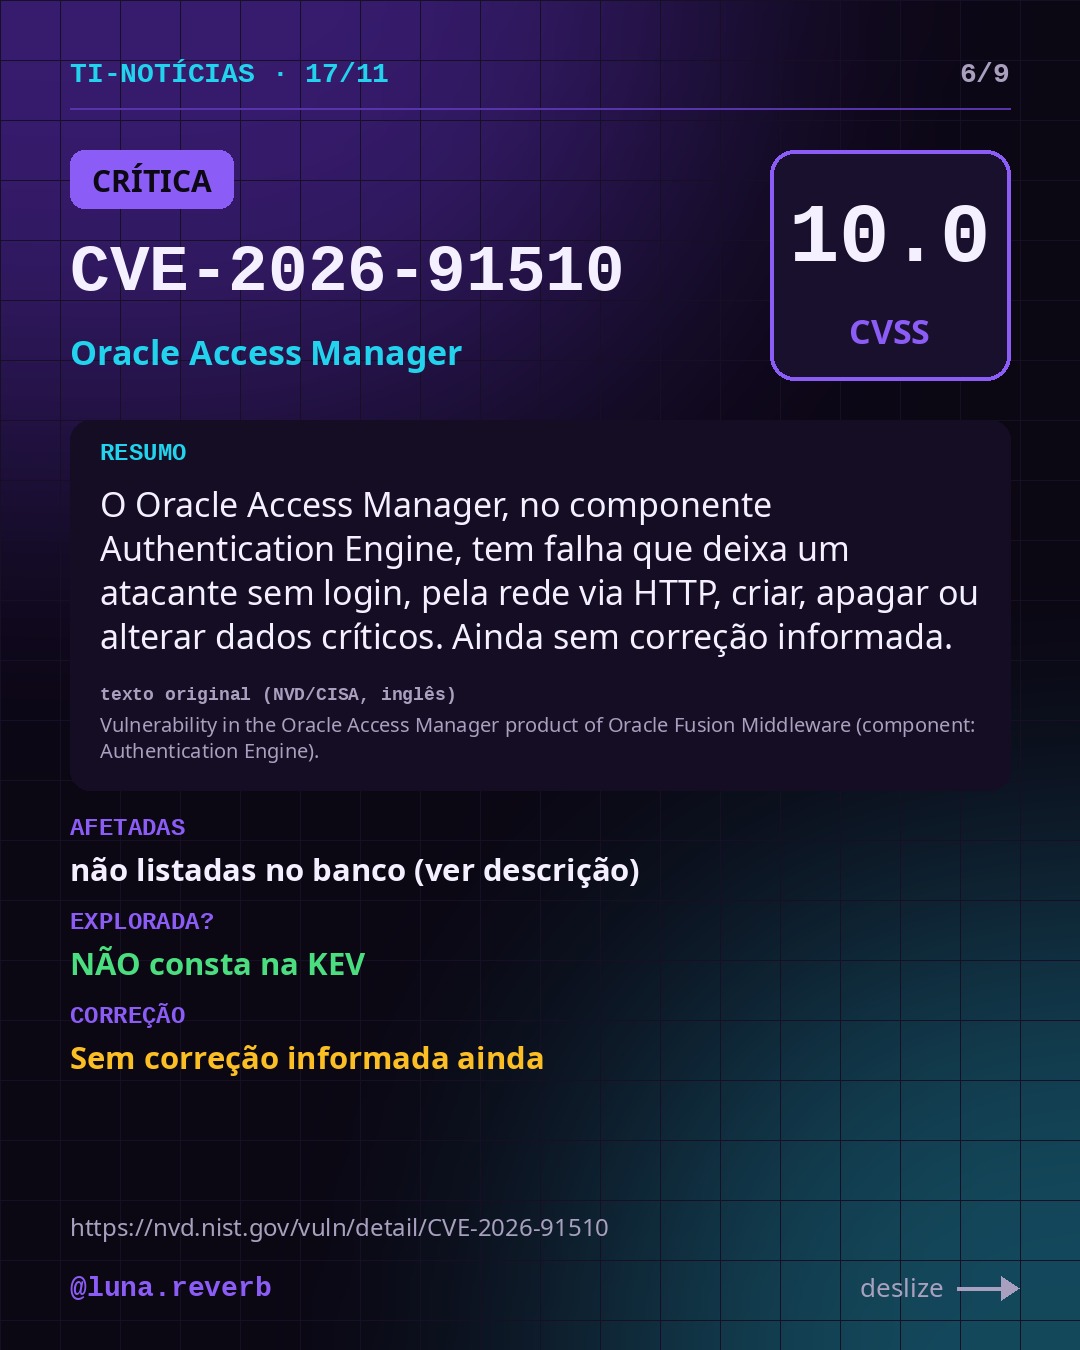 TI-NOTÍCIAS · 17/11
6/9
CRÍTICA
CVE-2026-91510
Oracle Access Manager
10.0
CVSS
RESUMO
O Oracle Access Manager, no componente
Authentication Engine, tem falha que deixa um
atacante sem login, pela rede via HTTP, criar, apagar ou
alterar dados críticos. Ainda sem correção informada.
texto original (NVD/CISA, inglês)
Vulnerability in the Oracle Access Manager product of Oracle Fusion Middleware (component:
Authentication Engine).
AFETADAS
não listadas no banco (ver descrição)
EXPLORADA?
NÃO consta na KEV
CORREÇÃO
Sem correção informada ainda
https://nvd.nist.gov/vuln/detail/CVE-2026-91510
@luna.reverb
deslize